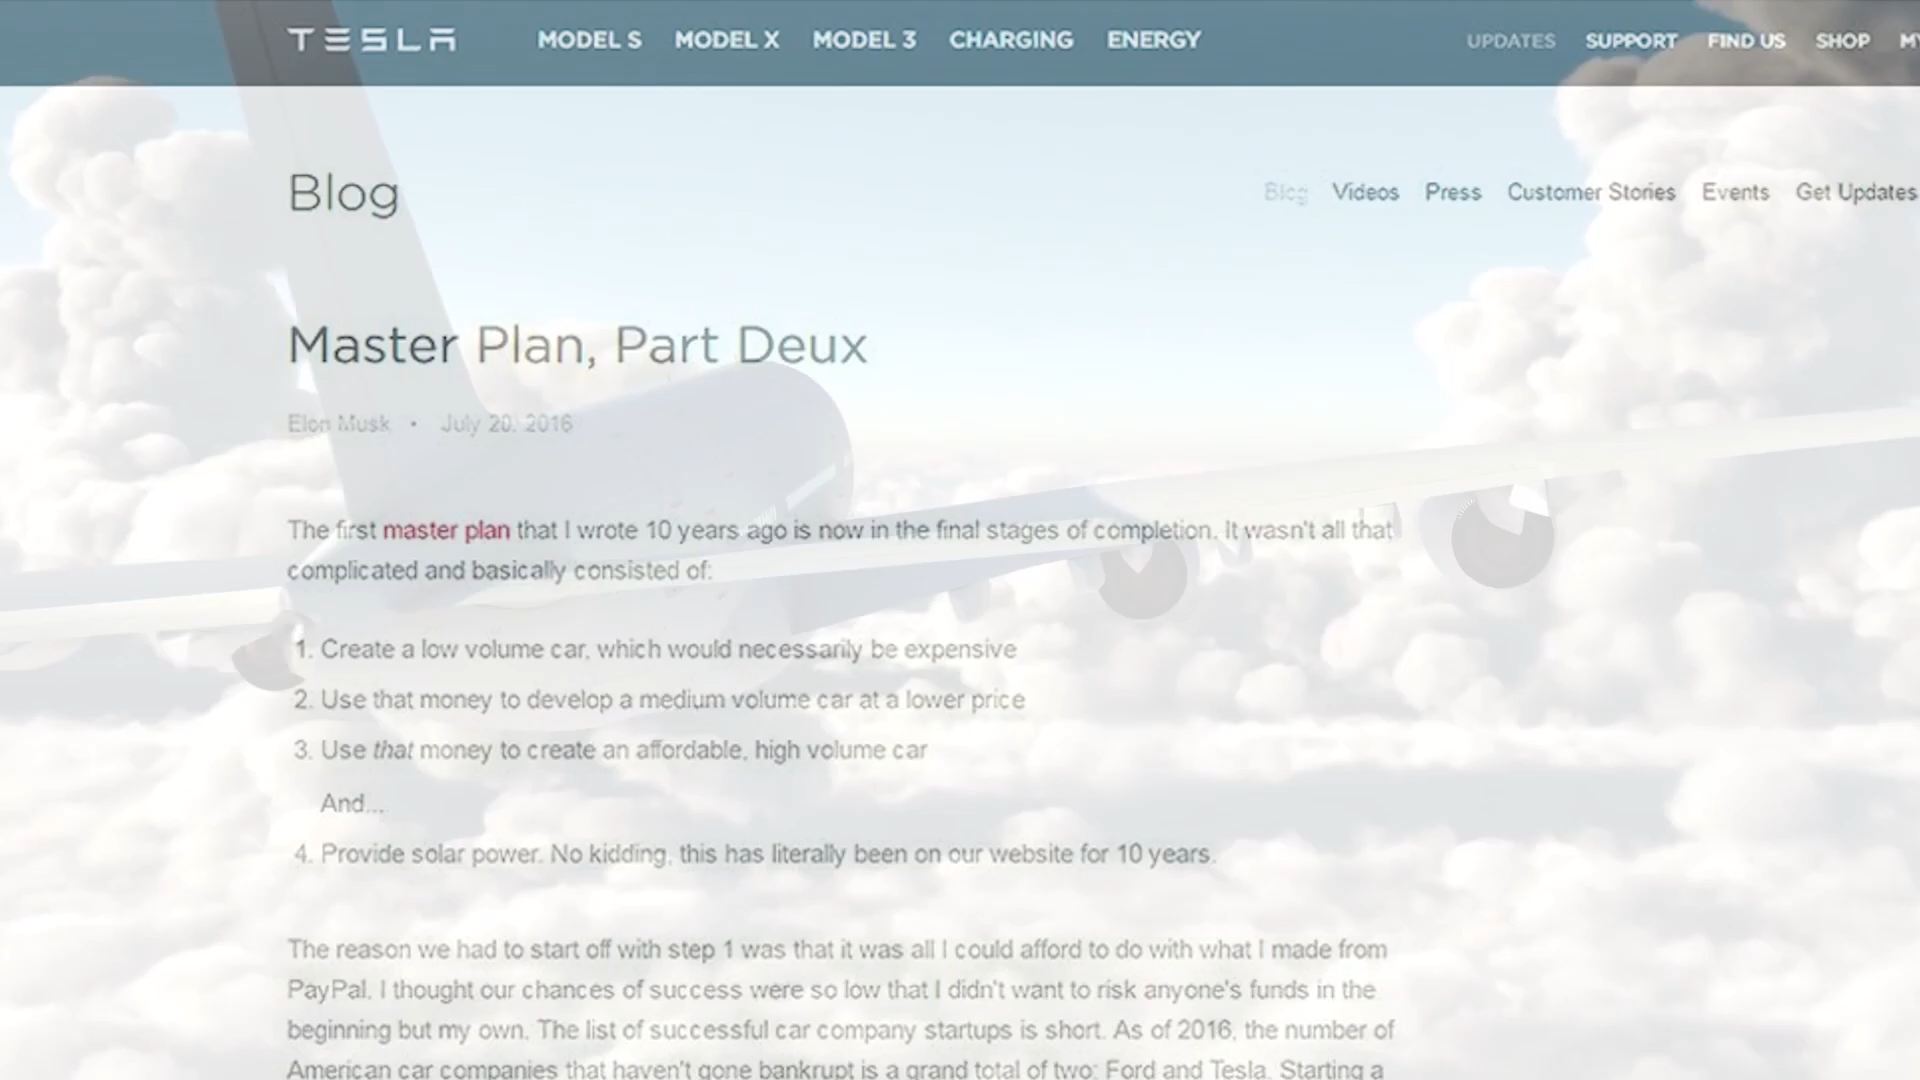 TESLA MODEL S MODEL X MODEL 3 CHARGING ENERGY UPDATES SUPPORT FIND US SHOP
Blog Blog Videos Press Customer Stories Events Get Updates
Master Plan, Part Deux
Elon Musk • July 20, 2016
The first master plan that I wrote 10 years ago is now in the final stages of completion. It wasn't all that
complicated and basically consisted of:
1. Create a low volume car, which would necessarily be expensive
2. Use that money to develop a medium volume car at a lower price
3. Use that money to create an affordable, high volume car
And...
4. Provide solar power. No kidding, this has literally been on our website for 10 years.
The reason we had to start off with step 1 was that it was all I could afford to do with what I made from
PayPal. I thought our chances of success were so low that I didn't want to risk anyone's funds in the
beginning but my own. The list of successful car company startups is short. As of 2016, the number of
American car companies that haven't gone bankrupt is a grand total of two: Ford and Tesla. Starting a